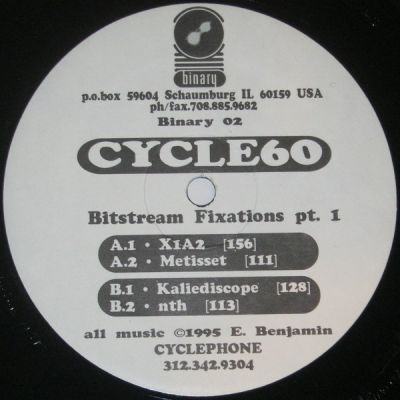 binary
p.o.box 59604 Schaumburg IL 60159 USA
ph/fax.708.885.9682
Binary 02
CYCLE60
Bitstream Fixations pt. 1
A.1 · X1A2 [156]
A.2 · Metisset [111]
B.1 · Kaliediscope [128]
B.2 · nth [113]
all music ©1995 E. Benjamin
CYCLEPHONE
312.342.9304